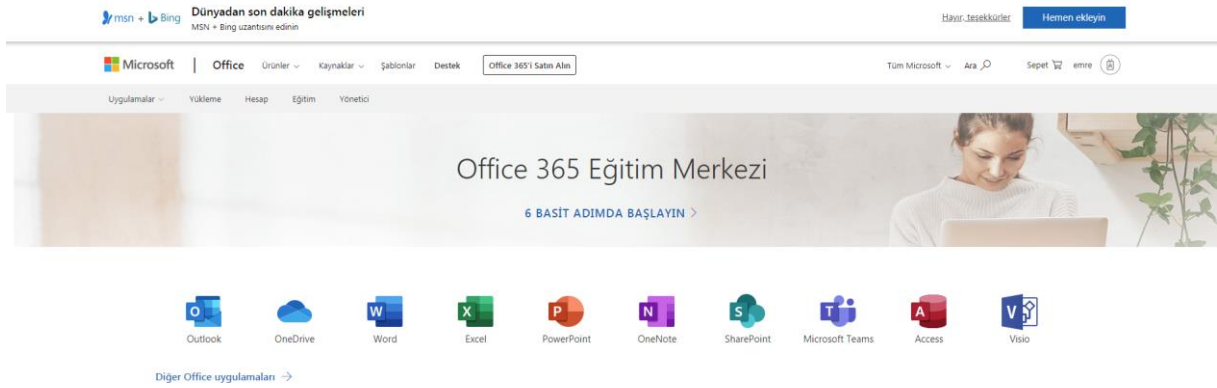 msn + Bing
Dünyadan son dakika gelişmeleri
MSN + Bing uzantısını edinin
Hayır, teşekkürler
Hemen ekleyin
Microsoft | Office Ürünler Kaynaklar Şablonlar Destek Office 365'i Satın Alın Tüm Microsoft Ara Sepet emre
Uygulamalar Yükleme Hesap Eğitim Yönetici
Office 365 Eğitim Merkezi
6 BASİT ADIMDA BAŞLAYIN >
O W X P N S T A V
Outlook OneDrive Word Excel PowerPoint OneNote SharePoint Microsoft Teams Access Visio
Diğer Office uygulamaları →